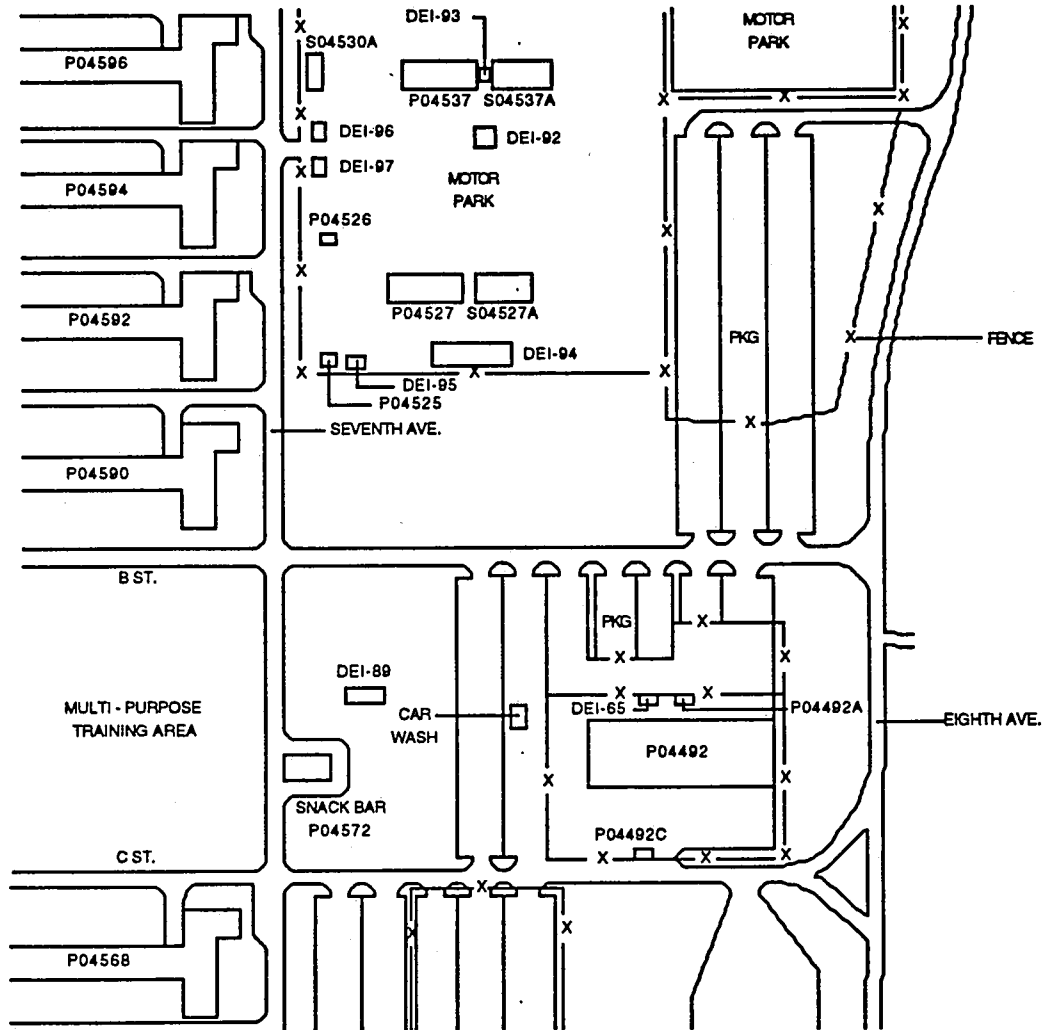 DEI-93
MOTOR
PARK
S04530A
P04596
P04537
S04537A
X
X
X
X
X
DEI-96
DEI-92
DEI-97
X
MOTOR
PARK
P04594
X
P04526
X
X
P04592
P04527
S04527A
PKG
X
FENCE
DEI-94
X
X
X
DEI-95
P04525
SEVENTH AVE.
X
P04590
B ST.
PKG
X
X
X
DEI-89
X
X
MULTI - PURPOSE
TRAINING AREA
CAR
WASH
DEI-65
P04492A
EIGHTH AVE.
P04492
X
X
SNACK BAR
P04572
P04492C
C ST.
X
X
X
X
X
X
P04568